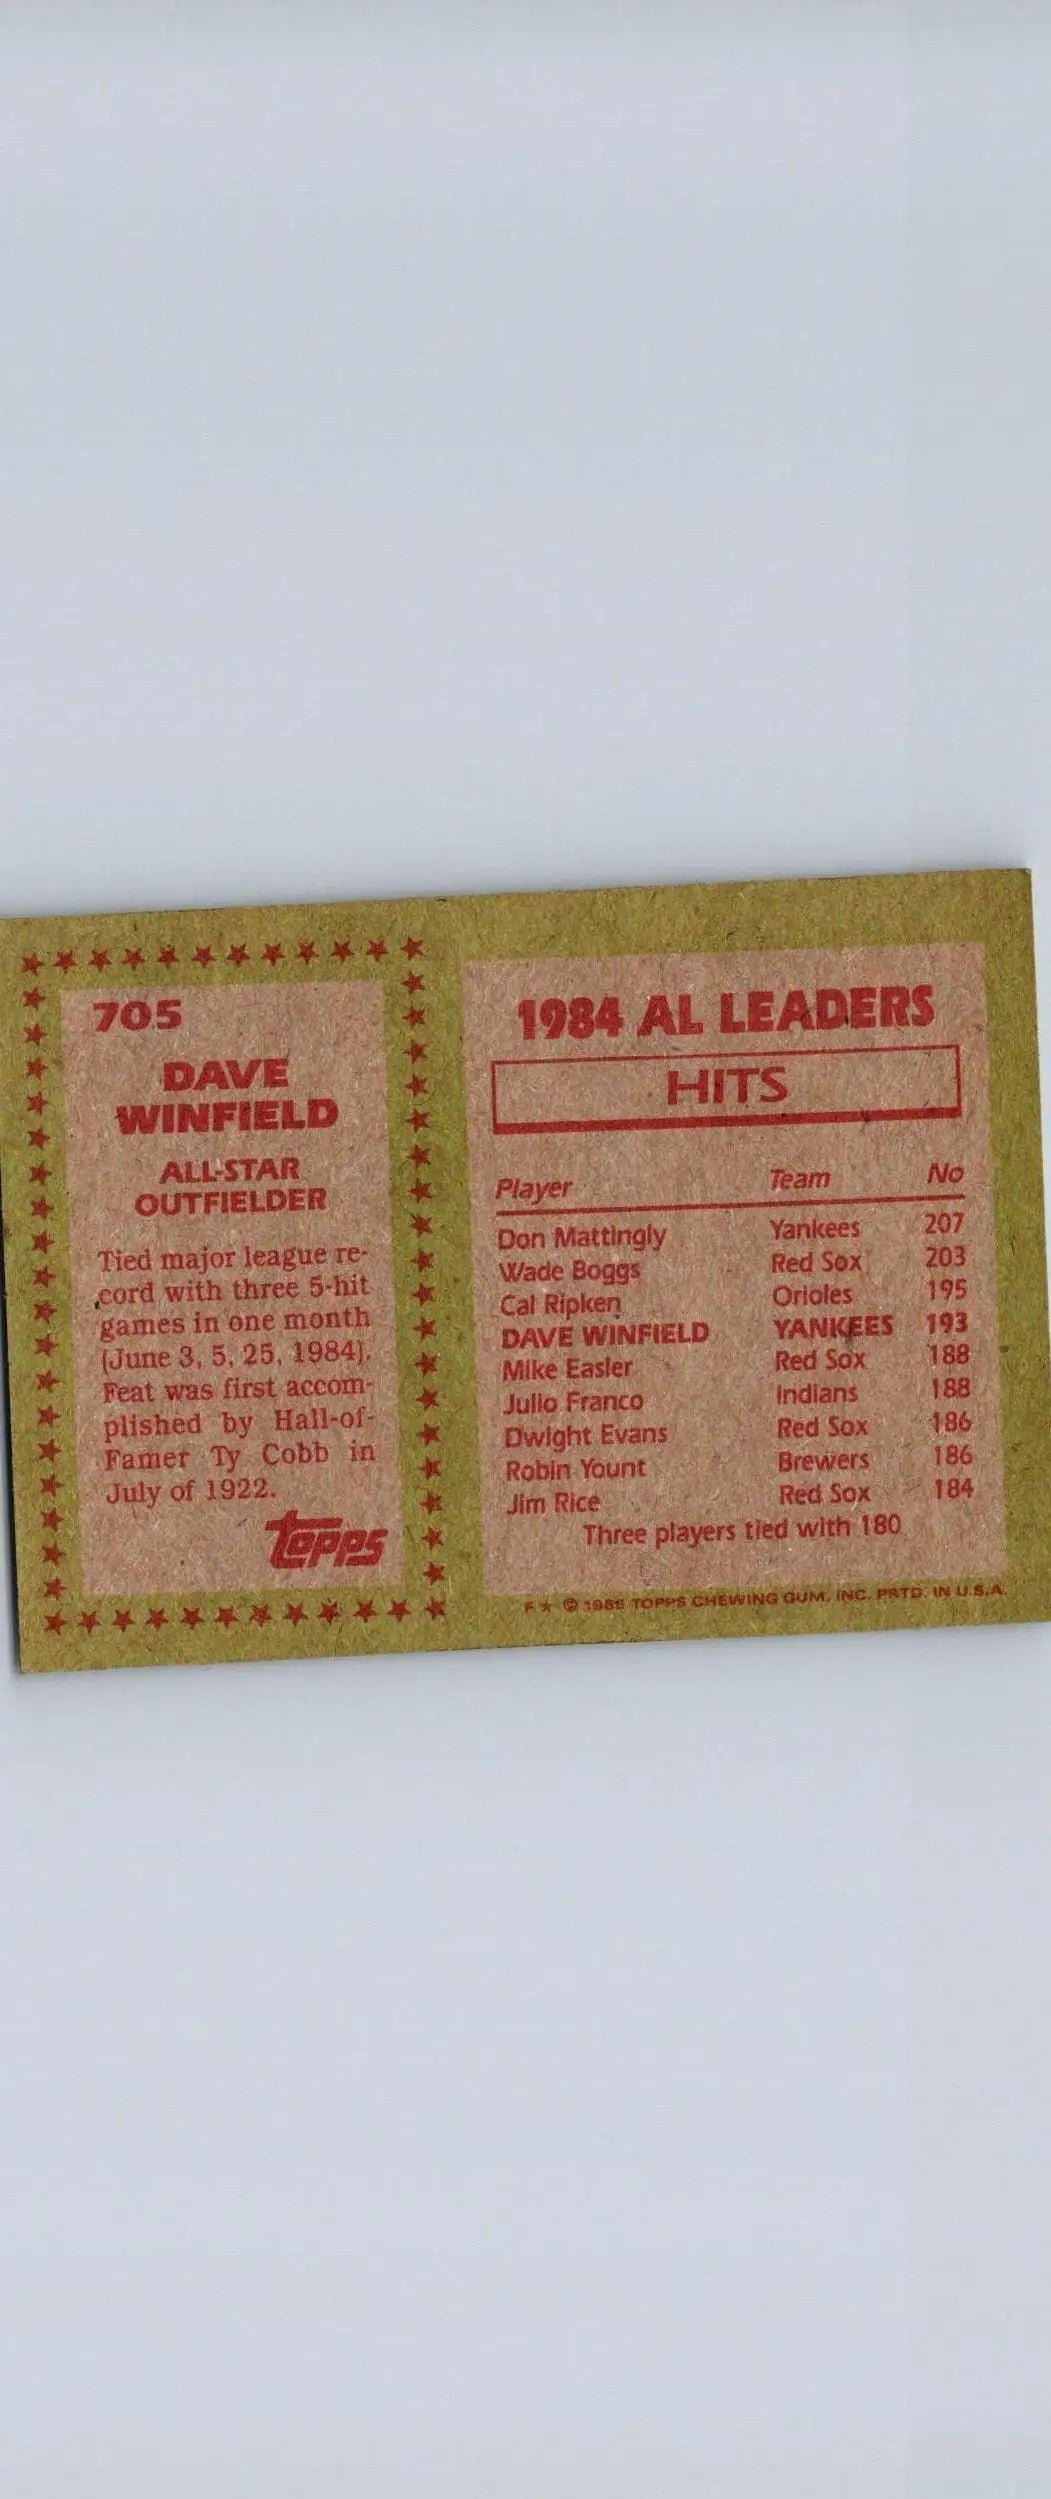 705
DAVE
WINFIELD
ALL-STAR
OUTFIELDER
Tied major league re-
cord with three 5-hit
games in one month
(June 3, 5, 25, 1984).
Feat was first accom-
plished by Hall-of-
Famer Ty Cobb in
July of 1922.
topps
1984 AL LEADERS
HITS
Player Team No
Don Mattingly Yankees 207
Wade Boggs Red Sox 203
Cal Ripken Orioles 195
DAVE WINFIELD YANKEES 193
Mike Easler Red Sox 188
Julio Franco Indians 188
Dwight Evans Red Sox 186
Robin Yount Brewers 186
Jim Rice Red Sox 184
Three players tied with 180
F★ © 1985 TOPPS CHEWING GUM, INC. PRTD. IN U.S.A.